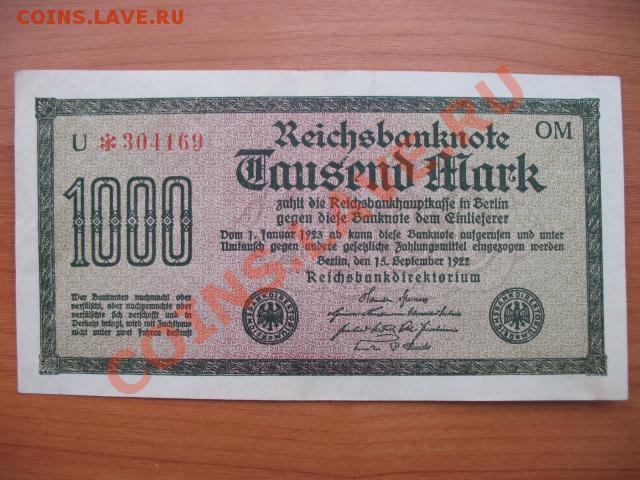 COINS.LAVE.RU
U *304169
OM
Reichsbanknote
Tausend Mark
1000
zahlt die Reichsbankhauptkasse in Berlin
gegen diese Banknote dem Einlieferer
Vom 1. Januar 1923 ab kann diese Banknote aufgerufen und unter
Umtausch gegen andere gesetzliche Zahlungsmittel eingezogen werden
Berlin, den 15. September 1922
Reichsbankdirektorium
Wer Banknoten nachmacht oder
verfälscht, oder nachgemachte oder
verfälschte sich verschafft und in
Verkehr bringt, wird mit Zuchthaus
nicht unter zwei Jahren bestraft
COINS.LAVE.RU